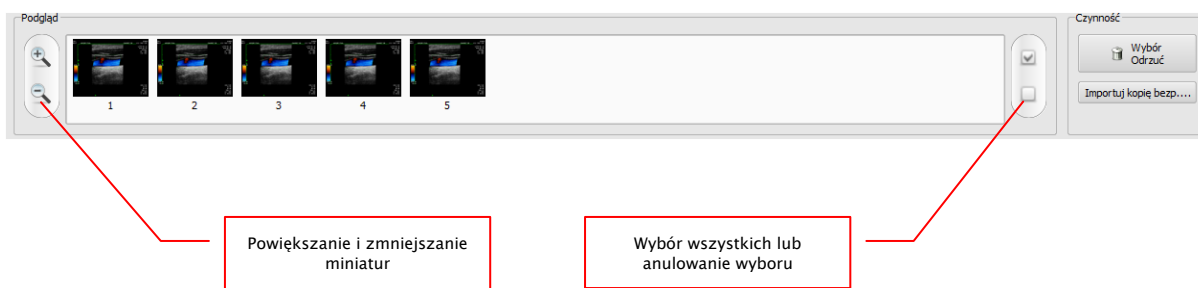 Podgląd
Czynność
Wybór
Odrzuć
Importuj kopię bezp....
1 2 3 4 5
Powiększanie i zmniejszanie
miniatur
Wybór wszystkich lub
anulowanie wyboru